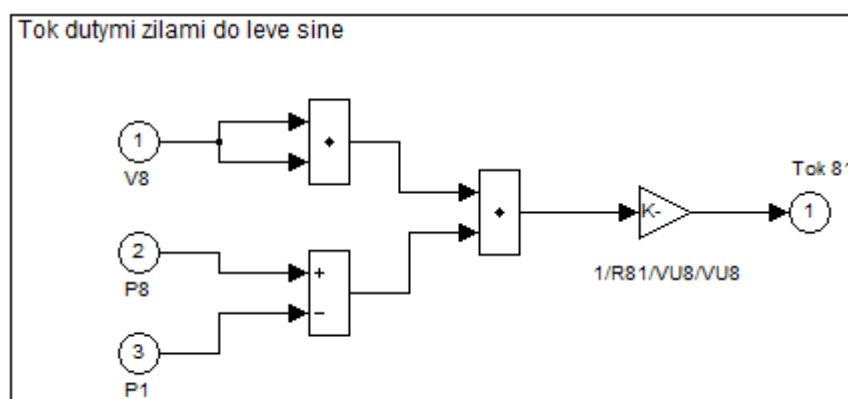 Tok dutymi zilami do leve sine
1
V8
2
P8
3
P1
+
−
K-
1/R81/VU8/VU8
Tok 81
1